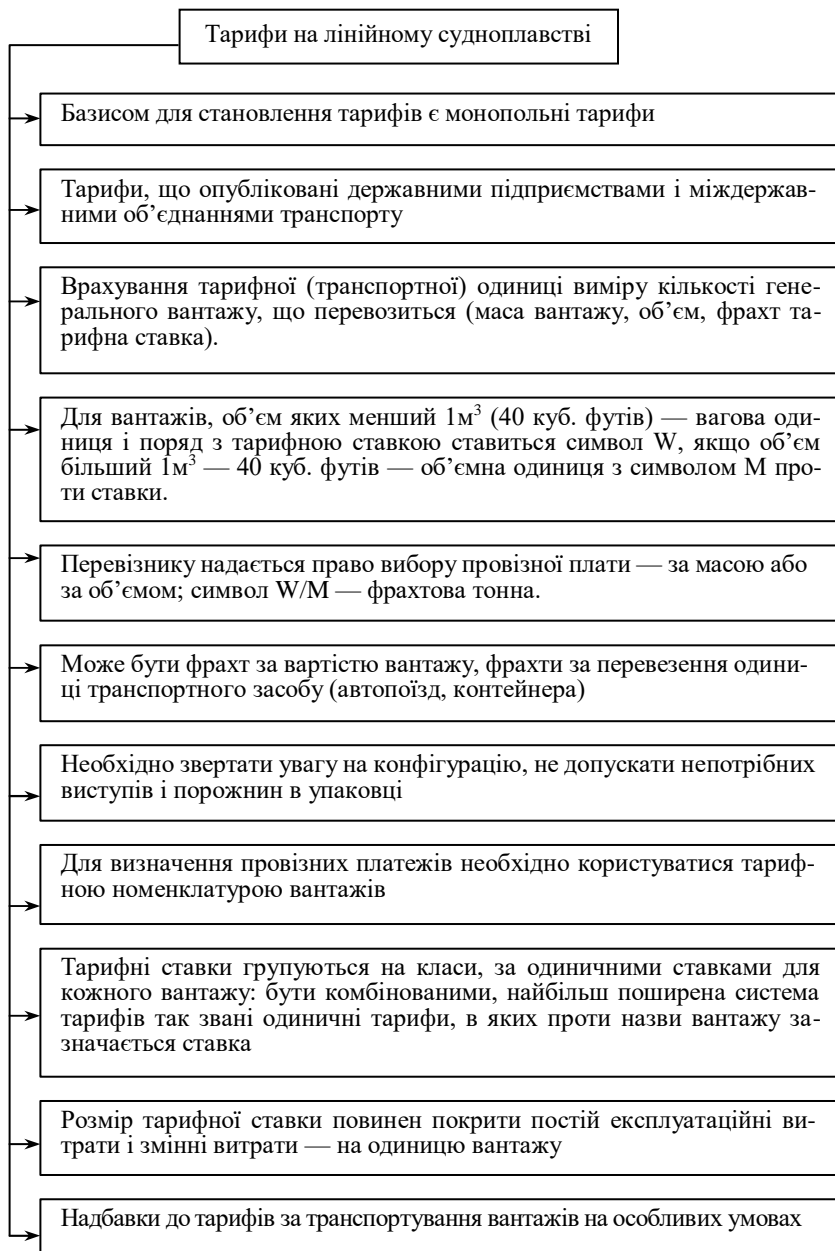 Тарифи на лінійному судноплавстві
Базисом для становлення тарифів є монопольні тарифи
Тарифи, що опубліковані державними підприємствами і міждержав-
ними об’єднаннями транспорту
Врахування тарифної (транспортної) одиниці виміру кількості гене-
рального вантажу, що перевозиться (маса вантажу, об’єм, фрахт та-
рифна ставка).
Для вантажів, об’єм яких менший 1м³ (40 куб. футів) — вагова оди-
ниця і поряд з тарифною ставкою ставиться символ W, якщо об’єм
більший 1м³ — 40 куб. футів — об’ємна одиниця з символом М про-
ти ставки.
Перевізнику надається право вибору провізної плати — за масою або
за об’ємом; символ W/M — фрахтова тонна.
Може бути фрахт за вартістю вантажу, фрахти за перевезення одини-
ці транспортного засобу (автопоїзд, контейнера)
Необхідно звертати увагу на конфігурацію, не допускати непотрібних
виступів і порожнин в упаковці
Для визначення провізних платежів необхідно користуватися тариф-
ною номенклатурою вантажів
Тарифні ставки групуються на класи, за одиничними ставками для
кожного вантажу: бути комбінованими, найбільш поширена система
тарифів так звані одиничні тарифи, в яких проти назви вантажу за-
значається ставка
Розмір тарифної ставки повинен покрити постій експлуатаційні ви-
трати і змінні витрати — на одиницю вантажу
Надбавки до тарифів за транспортування вантажів на особливих умовах